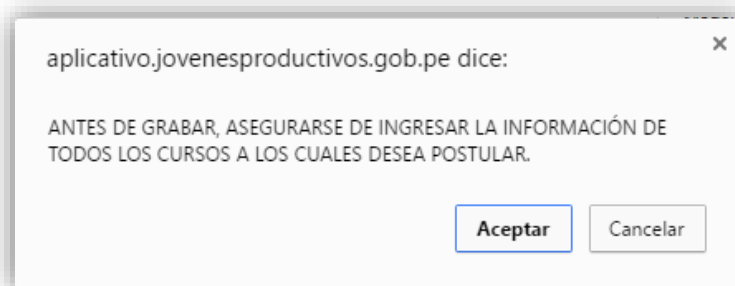 aplicativo.jovenesproductivos.gob.pe dice:
ANTES DE GRABAR, ASEGURARSE DE INGRESAR LA INFORMACIÓN DE
TODOS LOS CURSOS A LOS CUALES DESEA POSTULAR.
Aceptar
Cancelar